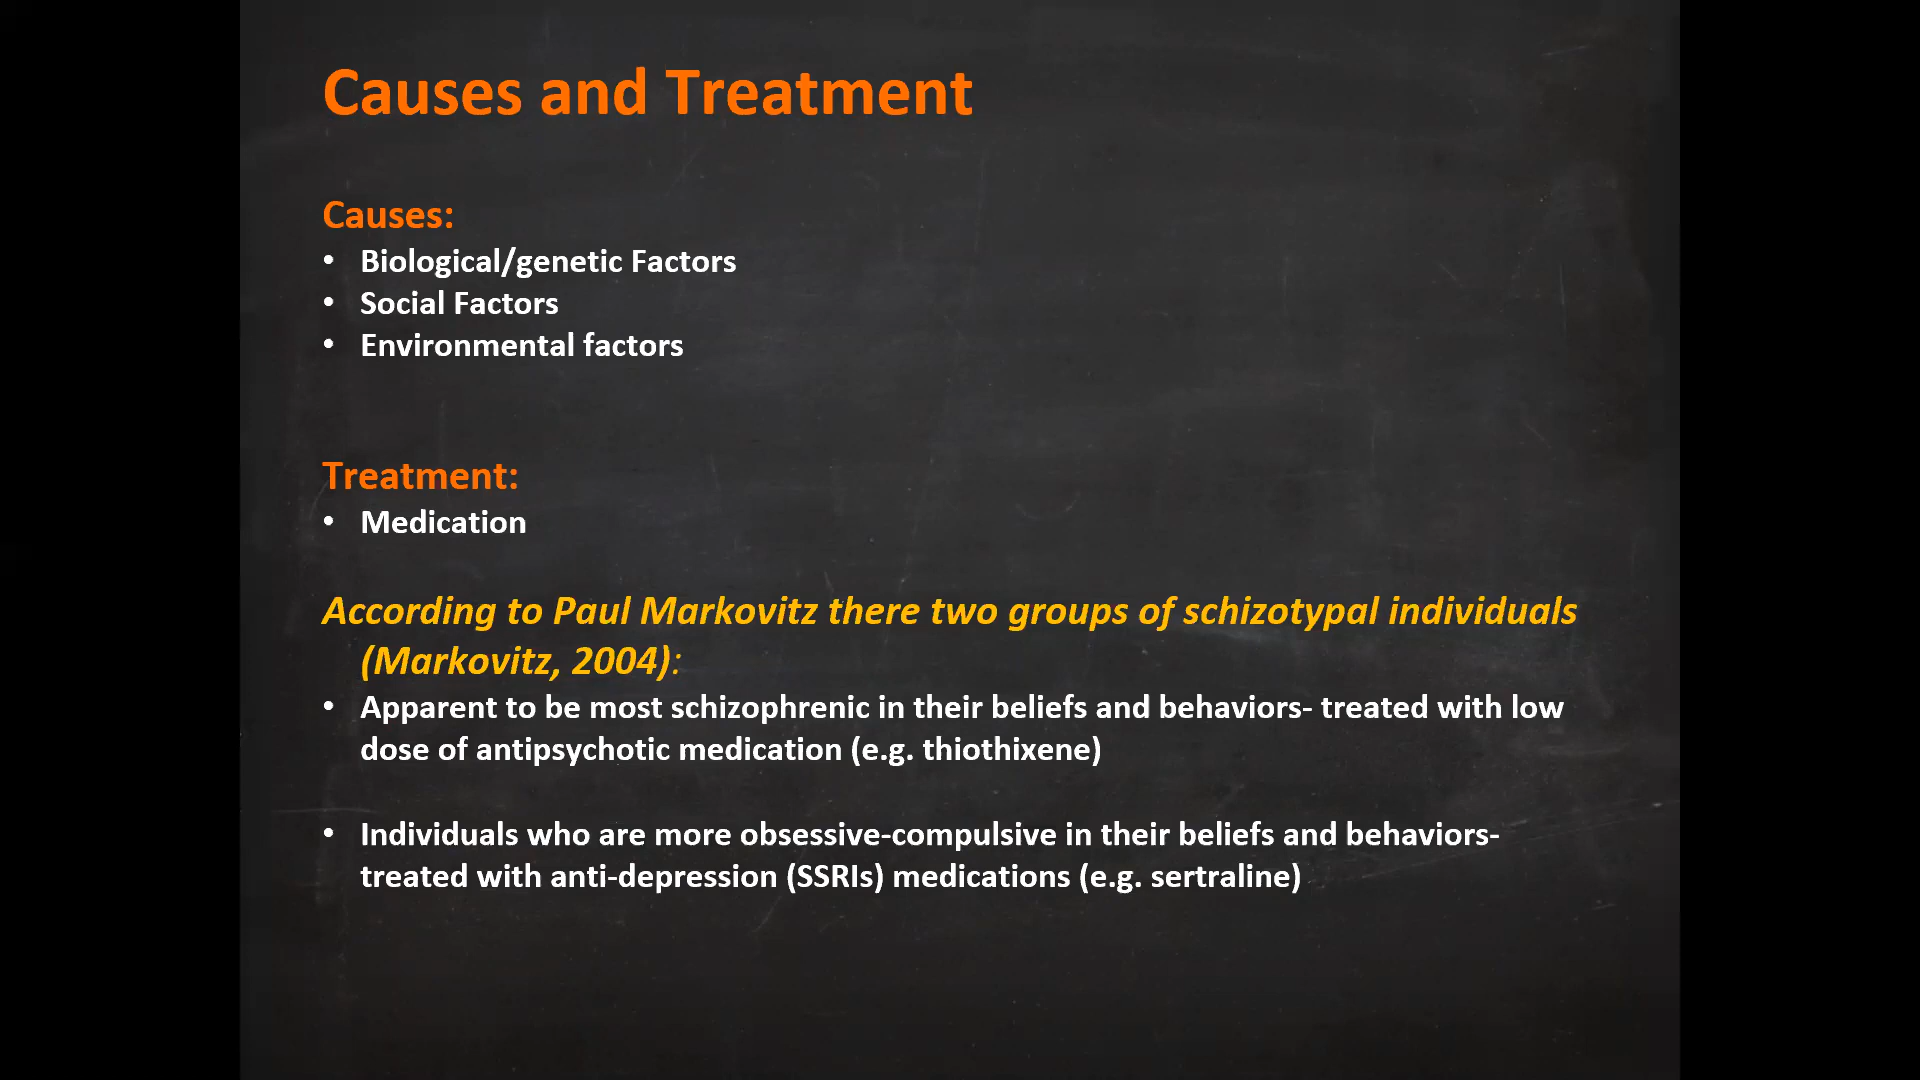 Causes and Treatment
Causes:
• Biological/genetic Factors
• Social Factors
• Environmental factors
Treatment:
• Medication
According to Paul Markovitz there two groups of schizotypal individuals
(Markovitz, 2004):
• Apparent to be most schizophrenic in their beliefs and behaviors- treated with low
dose of antipsychotic medication (e.g. thiothixene)
• Individuals who are more obsessive-compulsive in their beliefs and behaviors-
treated with anti-depression (SSRIs) medications (e.g. sertraline)